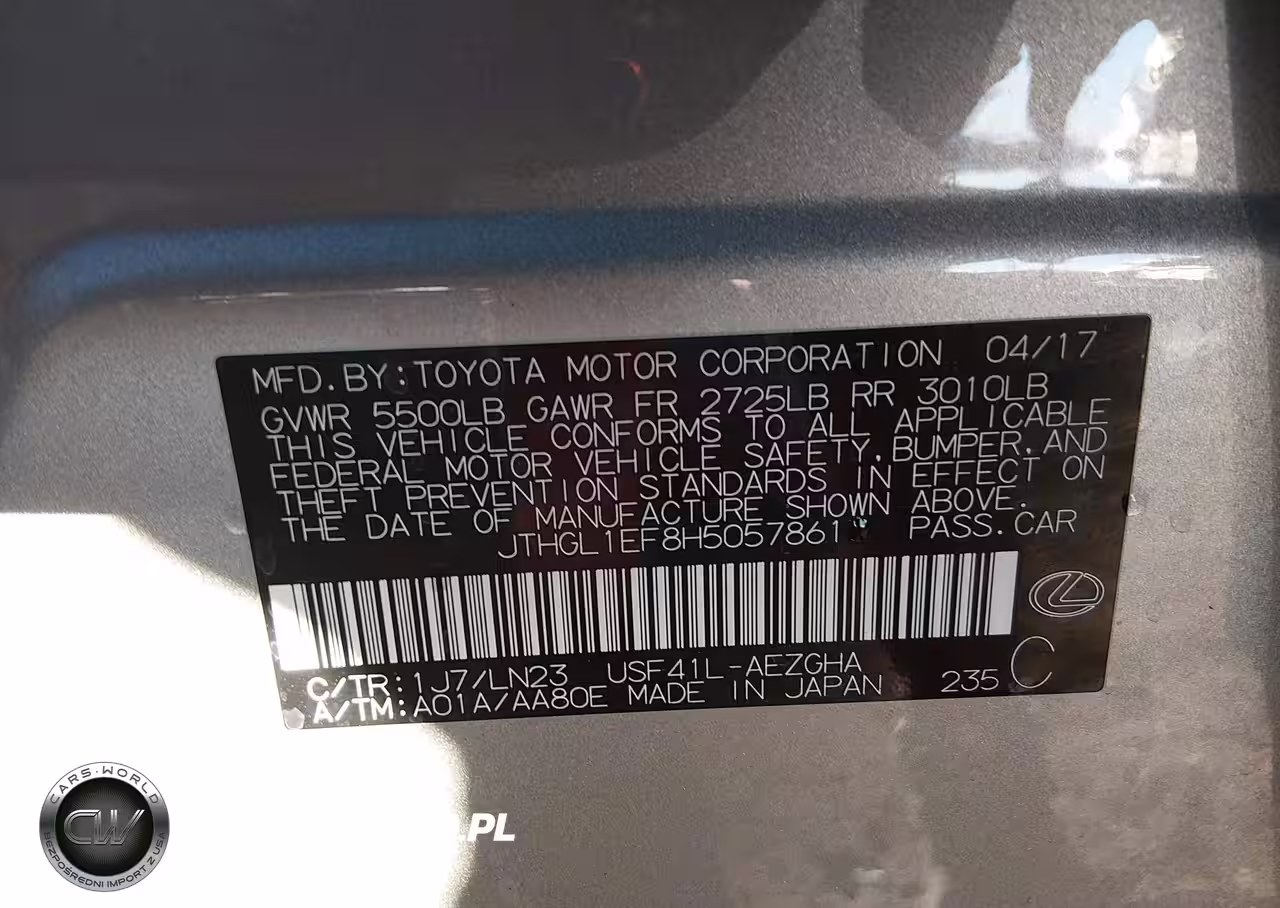 MFD.BY:TOYOTA MOTOR CORPORATION 04/17
GVWR 5500LB GAWR FR 2725LB RR 3010LB
THIS VEHICLE CONFORMS TO ALL APPLICABLE
FEDERAL MOTOR VEHICLE SAFETY,BUMPER,AND
THEFT PREVENTION STANDARDS IN EFFECT ON
THE DATE OF MANUFACTURE SHOWN ABOVE.
JTHGL1EF8H5057861 PASS.CAR
C/TR:1J7/LN23 USF41L-AEZGHA
A/TM:A01A/AA80E MADE IN JAPAN 235 C
CARS-WORLD
CW
BEZPOŚREDNI IMPORT Z USA
.PL